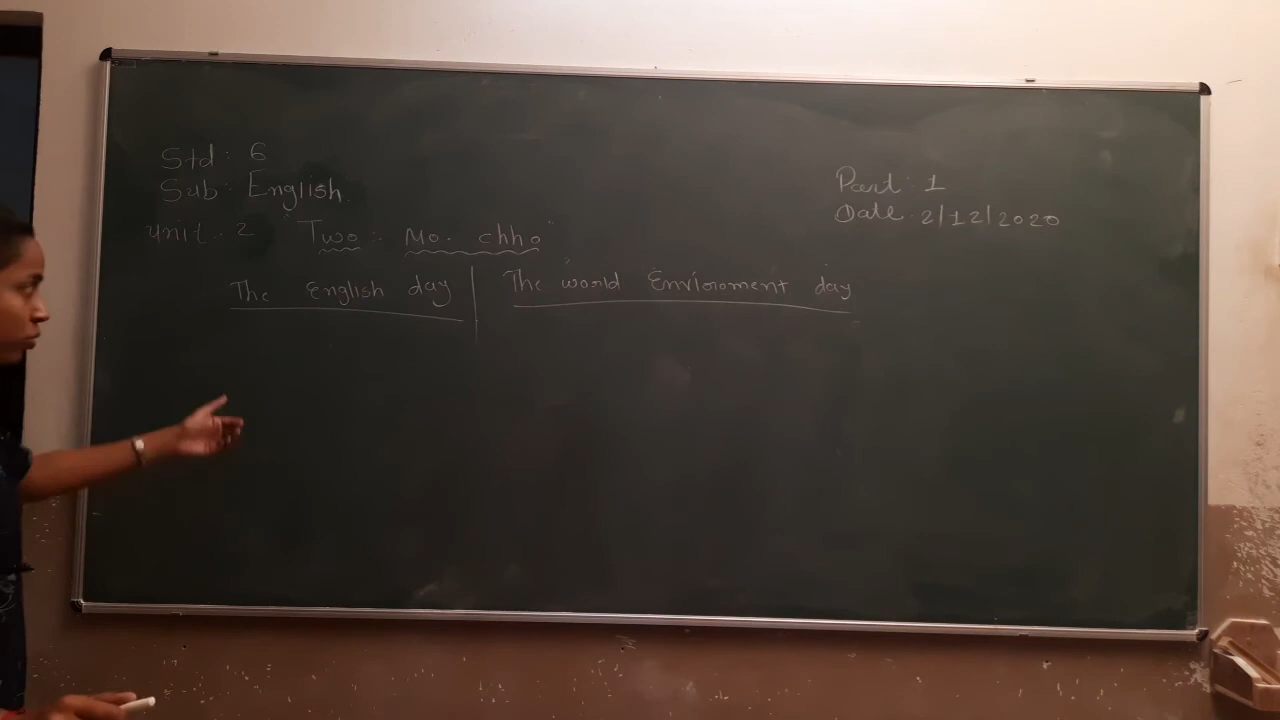 Std : 6
Sub : English
Part : 1
Date 2/12/2020
Unit : 2 "Two : Mo. chho"
The English day | The world Enviroment day